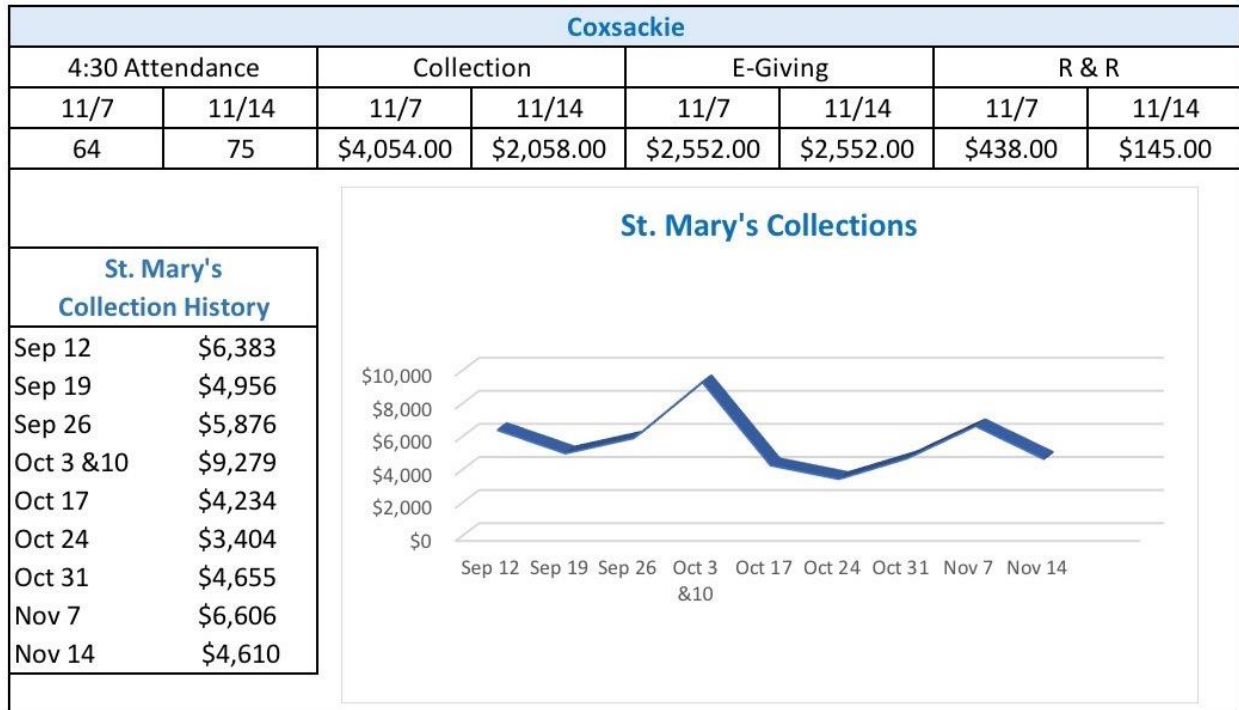 Coxsackie
4:30 Attendance Collection E-Giving R & R
11/7 11/14 11/7 11/14 11/7 11/14 11/7 11/14
64 75 $4,054.00 $2,058.00 $2,552.00 $2,552.00 $438.00 $145.00
St. Mary's
Collection History
Sep 12 $6,383
Sep 19 $4,956
Sep 26 $5,876
Oct 3 &10 $9,279
Oct 17 $4,234
Oct 24 $3,404
Oct 31 $4,655
Nov 7 $6,606
Nov 14 $4,610
St. Mary's Collections
$10,000
$8,000
$6,000
$4,000
$2,000
$0
Sep 12 Sep 19 Sep 26 Oct 3 Oct 17 Oct 24 Oct 31 Nov 7 Nov 14
&10